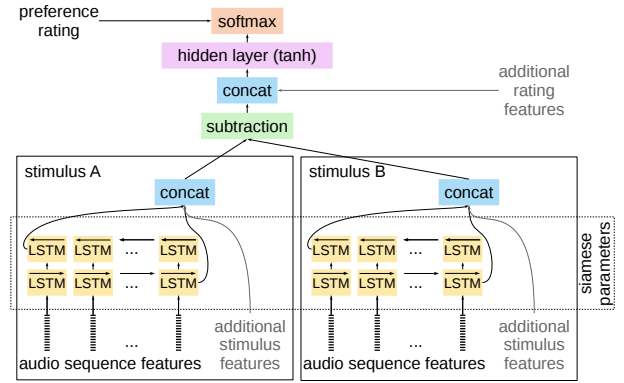 preference
rating
softmax
hidden layer (tanh)
concat
additional
rating
features
subtraction
stimulus A
concat
LSTM LSTM ... LSTM
LSTM LSTM ... LSTM
...
additional
stimulus
features
audio sequence features
stimulus B
concat
LSTM LSTM ... LSTM
LSTM LSTM ... LSTM
...
additional
stimulus
features
audio sequence features
siamese
parameters